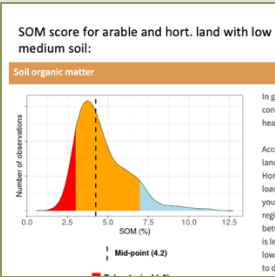 SOM score for arable and hort. land with low
medium soil:
Soil organic matter
Number of observations
0.0 2.5 5.0 7.5 10.0 12.5
SOM (%)
Mid-point (4.2)
In g
con
hea
Acc
land
Hor
loar
you
regi
betv
is le
low
to d